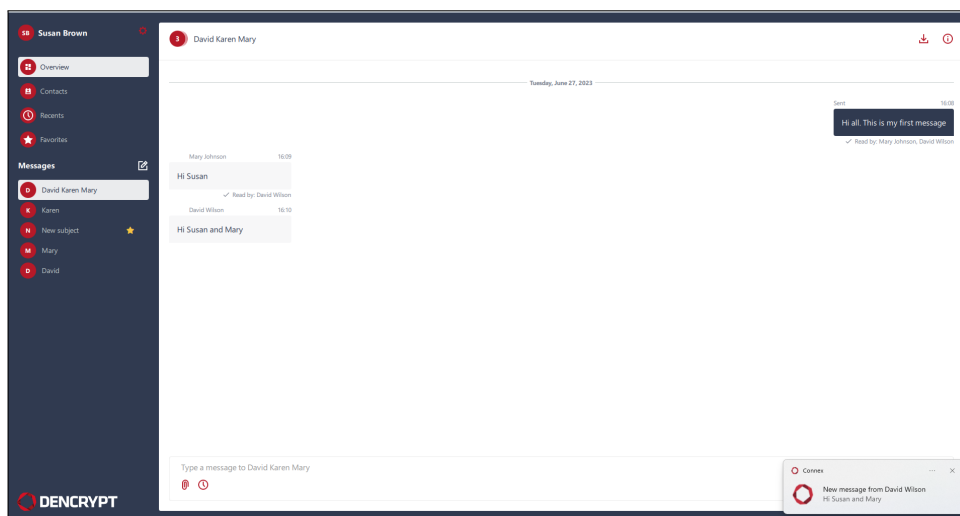 SB Susan Brown
Overview
Contacts
Recents
Favorites
Messages
D David Karen Mary
K Karen
N New subject
M Mary
D David
DENCRYPT
3 David Karen Mary
Tuesday, June 27, 2023
Sent 16:08
Hi all. This is my first message
Read by: Mary Johnson, David Wilson
Mary Johnson 16:09
Hi Susan
Read by: David Wilson
David Wilson 16:10
Hi Susan and Mary
Type a message to David Karen Mary
Connex
New message from David Wilson
Hi Susan and Mary